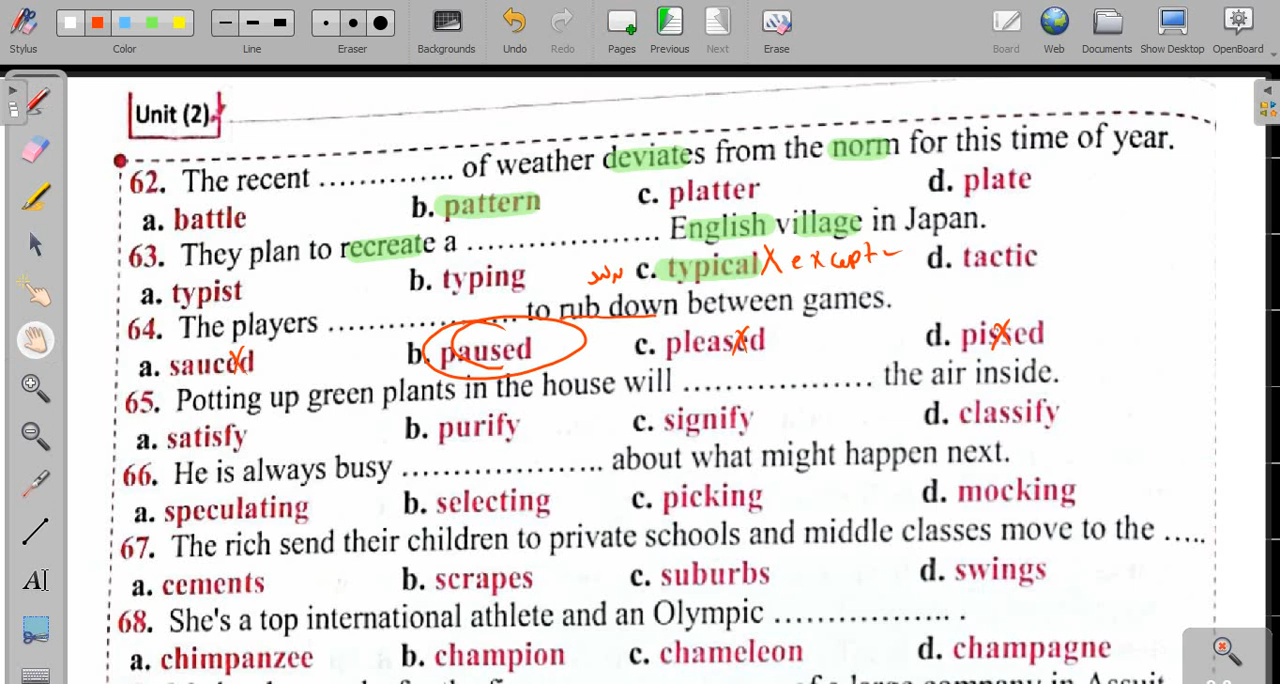 Stylus Color Line Eraser Backgrounds Undo Redo Pages Previous Next Erase Board Web Documents Show Desktop OpenBoard
Unit (2)
62. The recent .............. of weather deviates from the norm for this time of year.
a. battle b. pattern c. platter d. plate
63. They plan to recreate a .................... English village in Japan.
a. typist b. typing c. typical X except- d. tactic
64. The players .................... to rub down between games.
a. sauced b. paused c. pleased d. pissed
65. Potting up green plants in the house will .................... the air inside.
a. satisfy b. purify c. signify d. classify
66. He is always busy .................... about what might happen next.
a. speculating b. selecting c. picking d. mocking
67. The rich send their children to private schools and middle classes move to the .....
a. cements b. scrapes c. suburbs d. swings
68. She's a top international athlete and an Olympic .................. .
a. chimpanzee b. champion c. chameleon d. champagne
of a large company in Assuit
AI